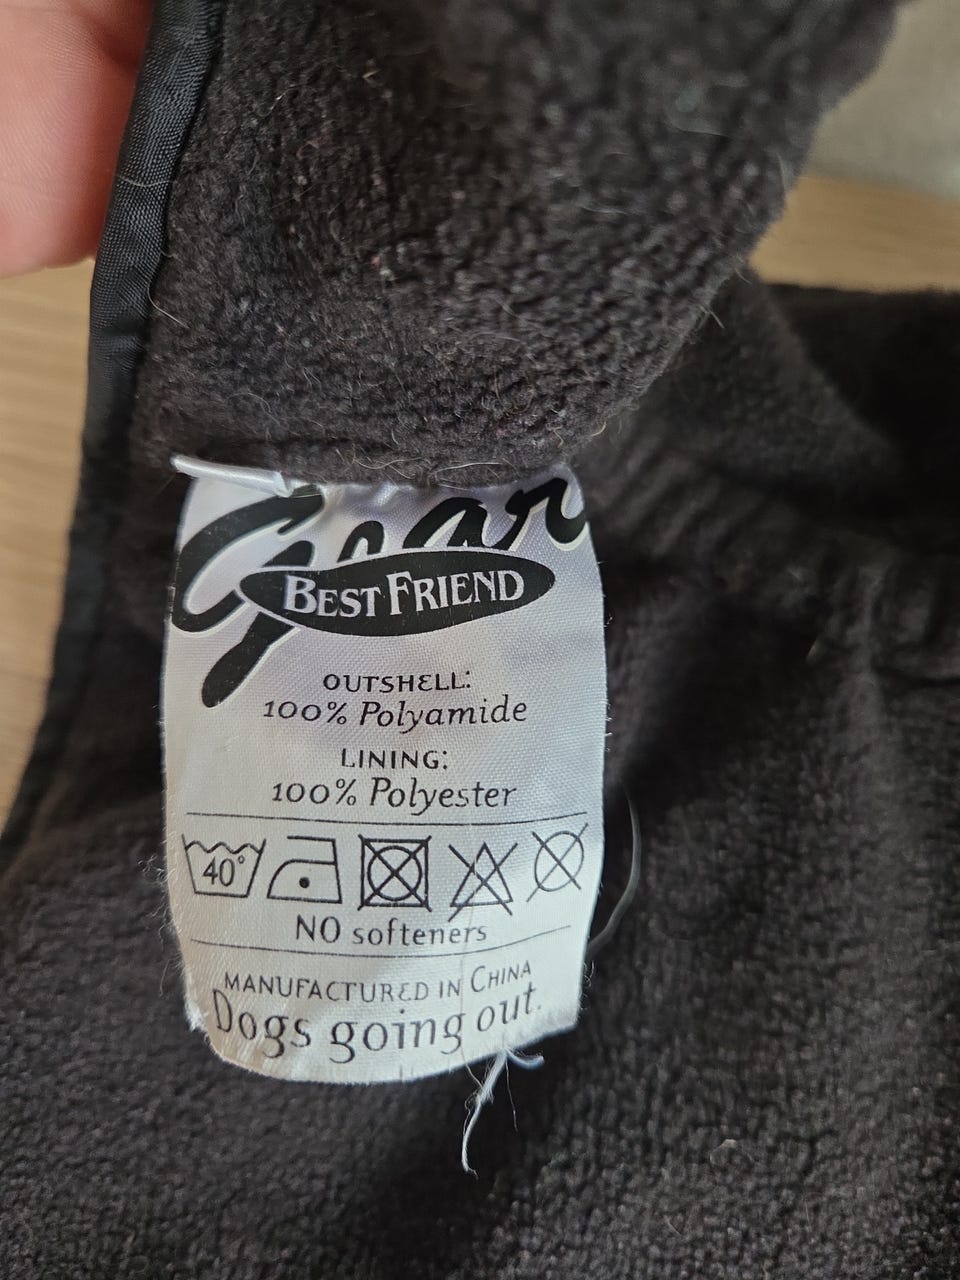 Gear
BEST FRIEND
OUTSHELL:
100% Polyamide
LINING:
100% Polyester
40°
NO softeners
MANUFACTURED IN CHINA
Dogs going out.